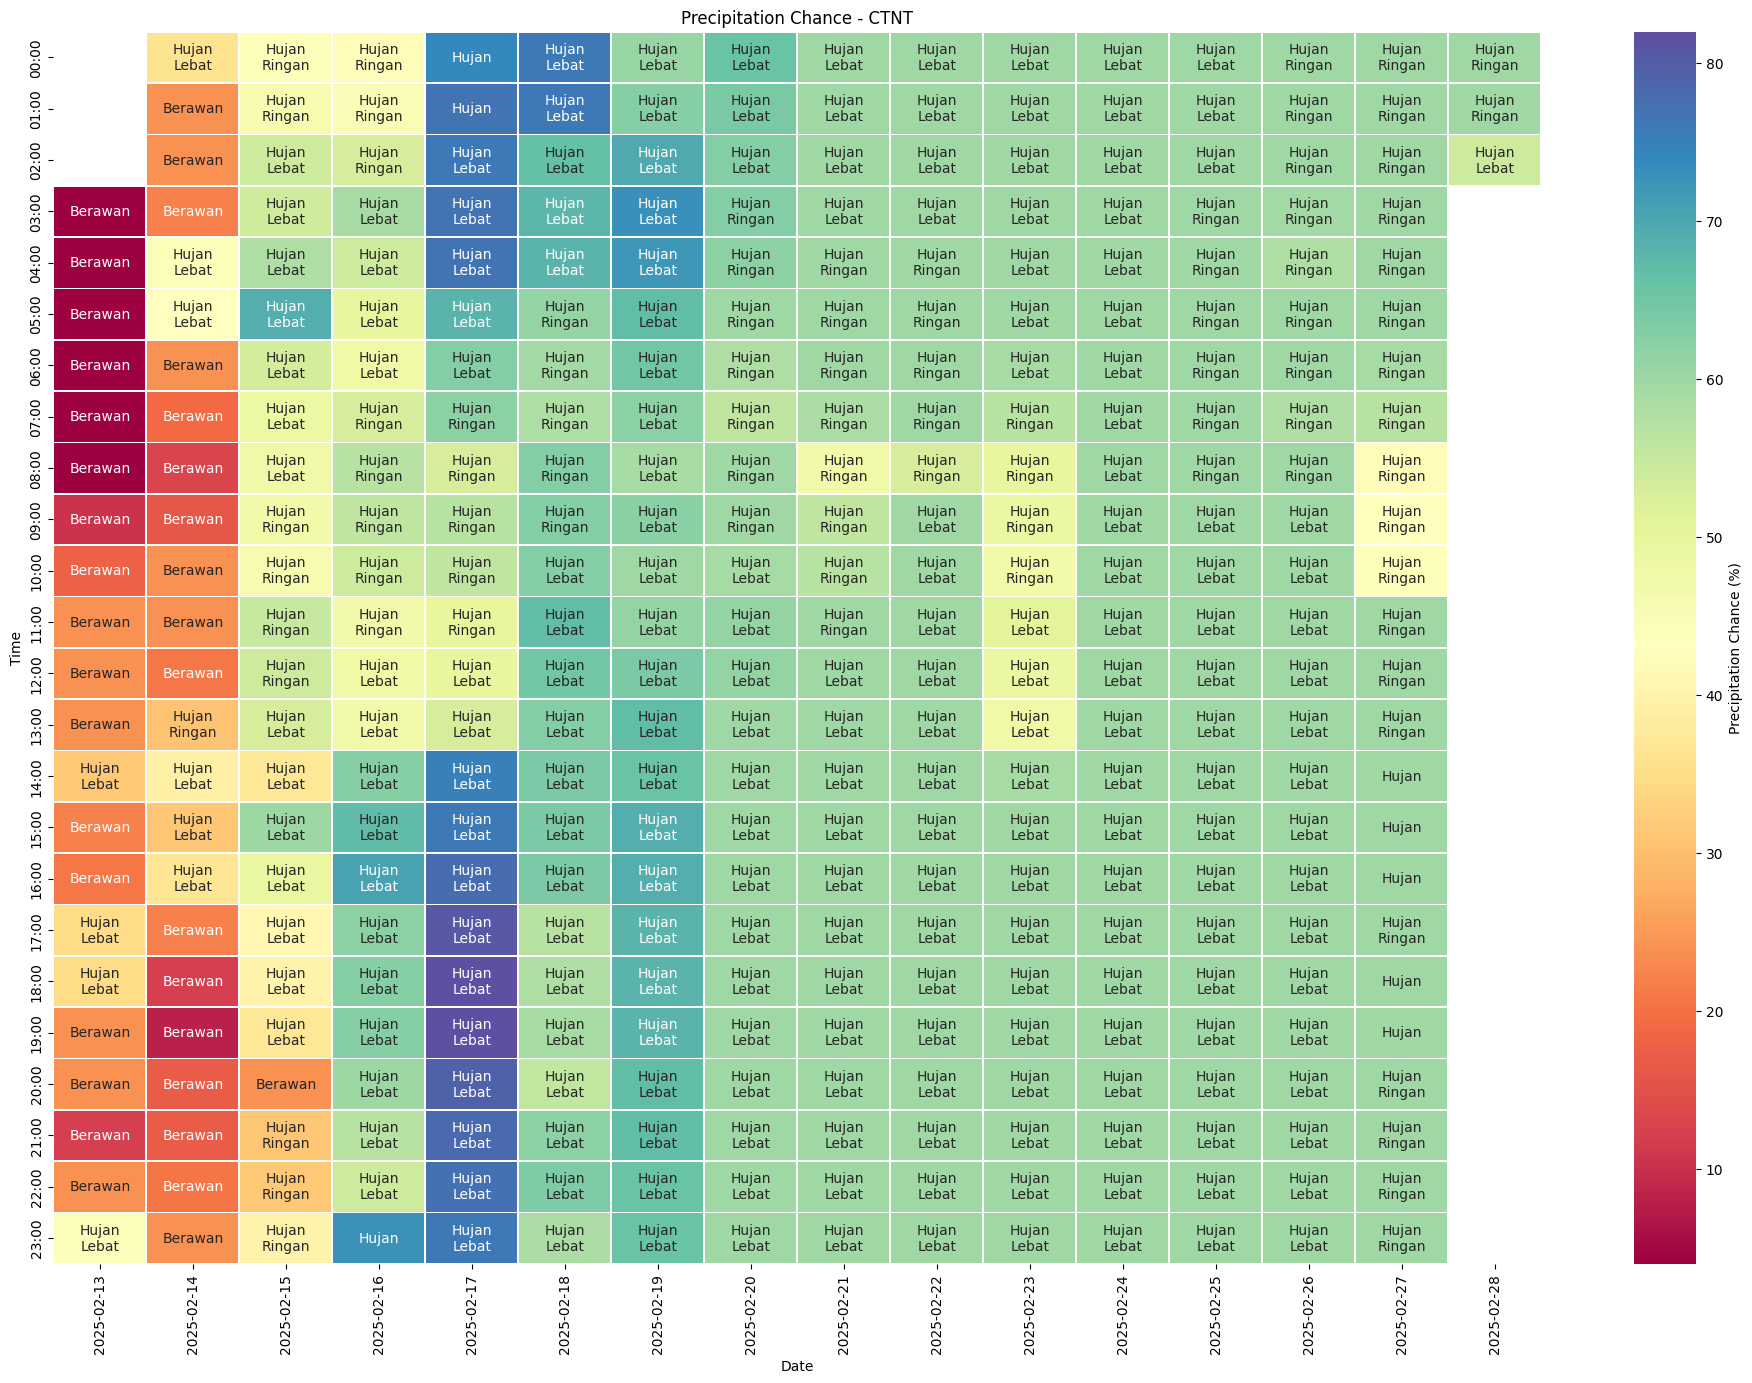 Precipitation Chance - CTNT
00:00 Hujan Lebat Hujan Ringan Hujan Ringan Hujan Hujan Lebat Hujan Lebat Hujan Lebat Hujan Lebat Hujan Lebat Hujan Lebat Hujan Lebat Hujan Lebat Hujan Ringan Hujan Ringan Hujan Ringan
01:00 Berawan Hujan Ringan Hujan Ringan Hujan Hujan Lebat Hujan Lebat Hujan Lebat Hujan Lebat Hujan Lebat Hujan Lebat Hujan Lebat Hujan Lebat Hujan Ringan Hujan Ringan Hujan Ringan
02:00 Berawan Hujan Lebat Hujan Ringan Hujan Lebat Hujan Lebat Hujan Lebat Hujan Lebat Hujan Lebat Hujan Lebat Hujan Lebat Hujan Lebat Hujan Lebat Hujan Ringan Hujan Ringan Hujan Lebat
03:00 Berawan Berawan Hujan Lebat Hujan Lebat Hujan Lebat Hujan Lebat Hujan Lebat Hujan Ringan Hujan Lebat Hujan Lebat Hujan Lebat Hujan Lebat Hujan Ringan Hujan Ringan Hujan Ringan
04:00 Berawan Hujan Lebat Hujan Lebat Hujan Lebat Hujan Lebat Hujan Lebat Hujan Lebat Hujan Ringan Hujan Ringan Hujan Ringan Hujan Lebat Hujan Lebat Hujan Ringan Hujan Ringan Hujan Ringan
05:00 Berawan Hujan Lebat Hujan Lebat Hujan Lebat Hujan Lebat Hujan Ringan Hujan Lebat Hujan Ringan Hujan Ringan Hujan Ringan Hujan Lebat Hujan Lebat Hujan Ringan Hujan Ringan Hujan Ringan
06:00 Berawan Berawan Hujan Lebat Hujan Lebat Hujan Lebat Hujan Ringan Hujan Lebat Hujan Ringan Hujan Ringan Hujan Ringan Hujan Lebat Hujan Lebat Hujan Ringan Hujan Ringan Hujan Ringan
07:00 Berawan Berawan Hujan Lebat Hujan Ringan Hujan Ringan Hujan Ringan Hujan Lebat Hujan Ringan Hujan Ringan Hujan Ringan Hujan Ringan Hujan Lebat Hujan Ringan Hujan Ringan Hujan Ringan
08:00 Berawan Berawan Hujan Lebat Hujan Ringan Hujan Ringan Hujan Ringan Hujan Lebat Hujan Ringan Hujan Ringan Hujan Ringan Hujan Ringan Hujan Lebat Hujan Ringan Hujan Ringan Hujan Ringan
09:00 Berawan Berawan Hujan Ringan Hujan Ringan Hujan Ringan Hujan Ringan Hujan Lebat Hujan Ringan Hujan Ringan Hujan Lebat Hujan Ringan Hujan Lebat Hujan Lebat Hujan Lebat Hujan Ringan
10:00 Berawan Berawan Hujan Ringan Hujan Ringan Hujan Ringan Hujan Lebat Hujan Lebat Hujan Lebat Hujan Ringan Hujan Lebat Hujan Ringan Hujan Lebat Hujan Lebat Hujan Lebat Hujan Ringan
11:00 Berawan Berawan Hujan Ringan Hujan Ringan Hujan Ringan Hujan Lebat Hujan Lebat Hujan Lebat Hujan Ringan Hujan Lebat Hujan Lebat Hujan Lebat Hujan Lebat Hujan Lebat Hujan Ringan
12:00 Berawan Berawan Hujan Ringan Hujan Lebat Hujan Lebat Hujan Lebat Hujan Lebat Hujan Lebat Hujan Lebat Hujan Lebat Hujan Lebat Hujan Lebat Hujan Lebat Hujan Lebat Hujan Ringan
13:00 Berawan Hujan Ringan Hujan Lebat Hujan Lebat Hujan Lebat Hujan Lebat Hujan Lebat Hujan Lebat Hujan Lebat Hujan Lebat Hujan Lebat Hujan Lebat Hujan Lebat Hujan Lebat Hujan Ringan
14:00 Hujan Lebat Hujan Lebat Hujan Lebat Hujan Lebat Hujan Lebat Hujan Lebat Hujan Lebat Hujan Lebat Hujan Lebat Hujan Lebat Hujan Lebat Hujan Lebat Hujan Lebat Hujan Lebat Hujan
15:00 Berawan Hujan Lebat Hujan Lebat Hujan Lebat Hujan Lebat Hujan Lebat Hujan Lebat Hujan Lebat Hujan Lebat Hujan Lebat Hujan Lebat Hujan Lebat Hujan Lebat Hujan Lebat Hujan
16:00 Berawan Hujan Lebat Hujan Lebat Hujan Lebat Hujan Lebat Hujan Lebat Hujan Lebat Hujan Lebat Hujan Lebat Hujan Lebat Hujan Lebat Hujan Lebat Hujan Lebat Hujan Lebat Hujan
17:00 Hujan Lebat Berawan Hujan Lebat Hujan Lebat Hujan Lebat Hujan Lebat Hujan Lebat Hujan Lebat Hujan Lebat Hujan Lebat Hujan Lebat Hujan Lebat Hujan Lebat Hujan Lebat Hujan Ringan
18:00 Hujan Lebat Berawan Hujan Lebat Hujan Lebat Hujan Lebat Hujan Lebat Hujan Lebat Hujan Lebat Hujan Lebat Hujan Lebat Hujan Lebat Hujan Lebat Hujan Lebat Hujan Lebat Hujan
19:00 Berawan Berawan Hujan Lebat Hujan Lebat Hujan Lebat Hujan Lebat Hujan Lebat Hujan Lebat Hujan Lebat Hujan Lebat Hujan Lebat Hujan Lebat Hujan Lebat Hujan Lebat Hujan
20:00 Berawan Berawan Berawan Hujan Lebat Hujan Lebat Hujan Lebat Hujan Lebat Hujan Lebat Hujan Lebat Hujan Lebat Hujan Lebat Hujan Lebat Hujan Lebat Hujan Lebat Hujan Ringan
21:00 Berawan Berawan Hujan Ringan Hujan Lebat Hujan Lebat Hujan Lebat Hujan Lebat Hujan Lebat Hujan Lebat Hujan Lebat Hujan Lebat Hujan Lebat Hujan Lebat Hujan Lebat Hujan Ringan
22:00 Berawan Berawan Hujan Ringan Hujan Lebat Hujan Lebat Hujan Lebat Hujan Lebat Hujan Lebat Hujan Lebat Hujan Lebat Hujan Lebat Hujan Lebat Hujan Lebat Hujan Lebat Hujan Ringan
23:00 Hujan Lebat Berawan Hujan Ringan Hujan Hujan Lebat Hujan Lebat Hujan Lebat Hujan Lebat Hujan Lebat Hujan Lebat Hujan Lebat Hujan Lebat Hujan Lebat Hujan Lebat Hujan Ringan
Time
2025-02-13 2025-02-14 2025-02-15 2025-02-16 2025-02-17 2025-02-18 2025-02-19 2025-02-20 2025-02-21 2025-02-22 2025-02-23 2025-02-24 2025-02-25 2025-02-26 2025-02-27 2025-02-28
Date
80
70
60
50
40
30
20
10
Precipitation Chance (%)